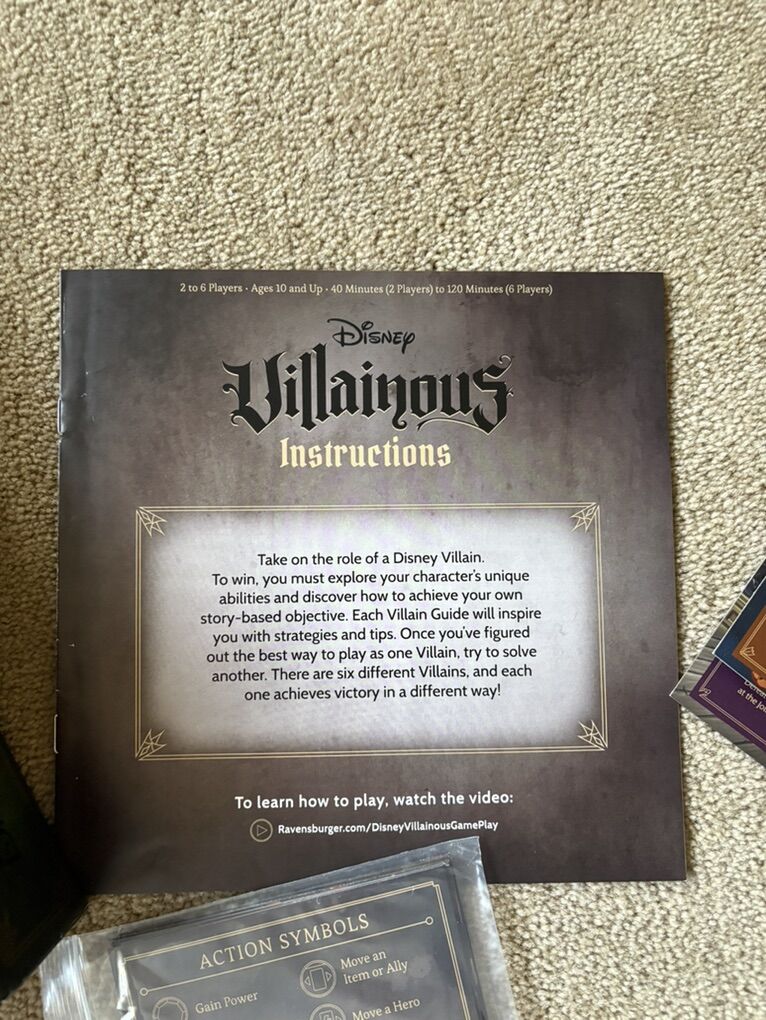 2 to 6 Players • Ages 10 and Up • 40 Minutes (2 Players) to 120 Minutes (6 Players)
Disney
Villainous
Instructions
Take on the role of a Disney Villain.
To win, you must explore your character's unique
abilities and discover how to achieve your own
story-based objective. Each Villain Guide will inspire
you with strategies and tips. Once you've figured
out the best way to play as one Villain, try to solve
another. There are six different Villains, and each
one achieves victory in a different way!
To learn how to play, watch the video:
Ravensburger.com/DisneyVillainousGamePlay
ACTION SYMBOLS
Gain Power
Move an
Item or Ally
Move a Hero
at the